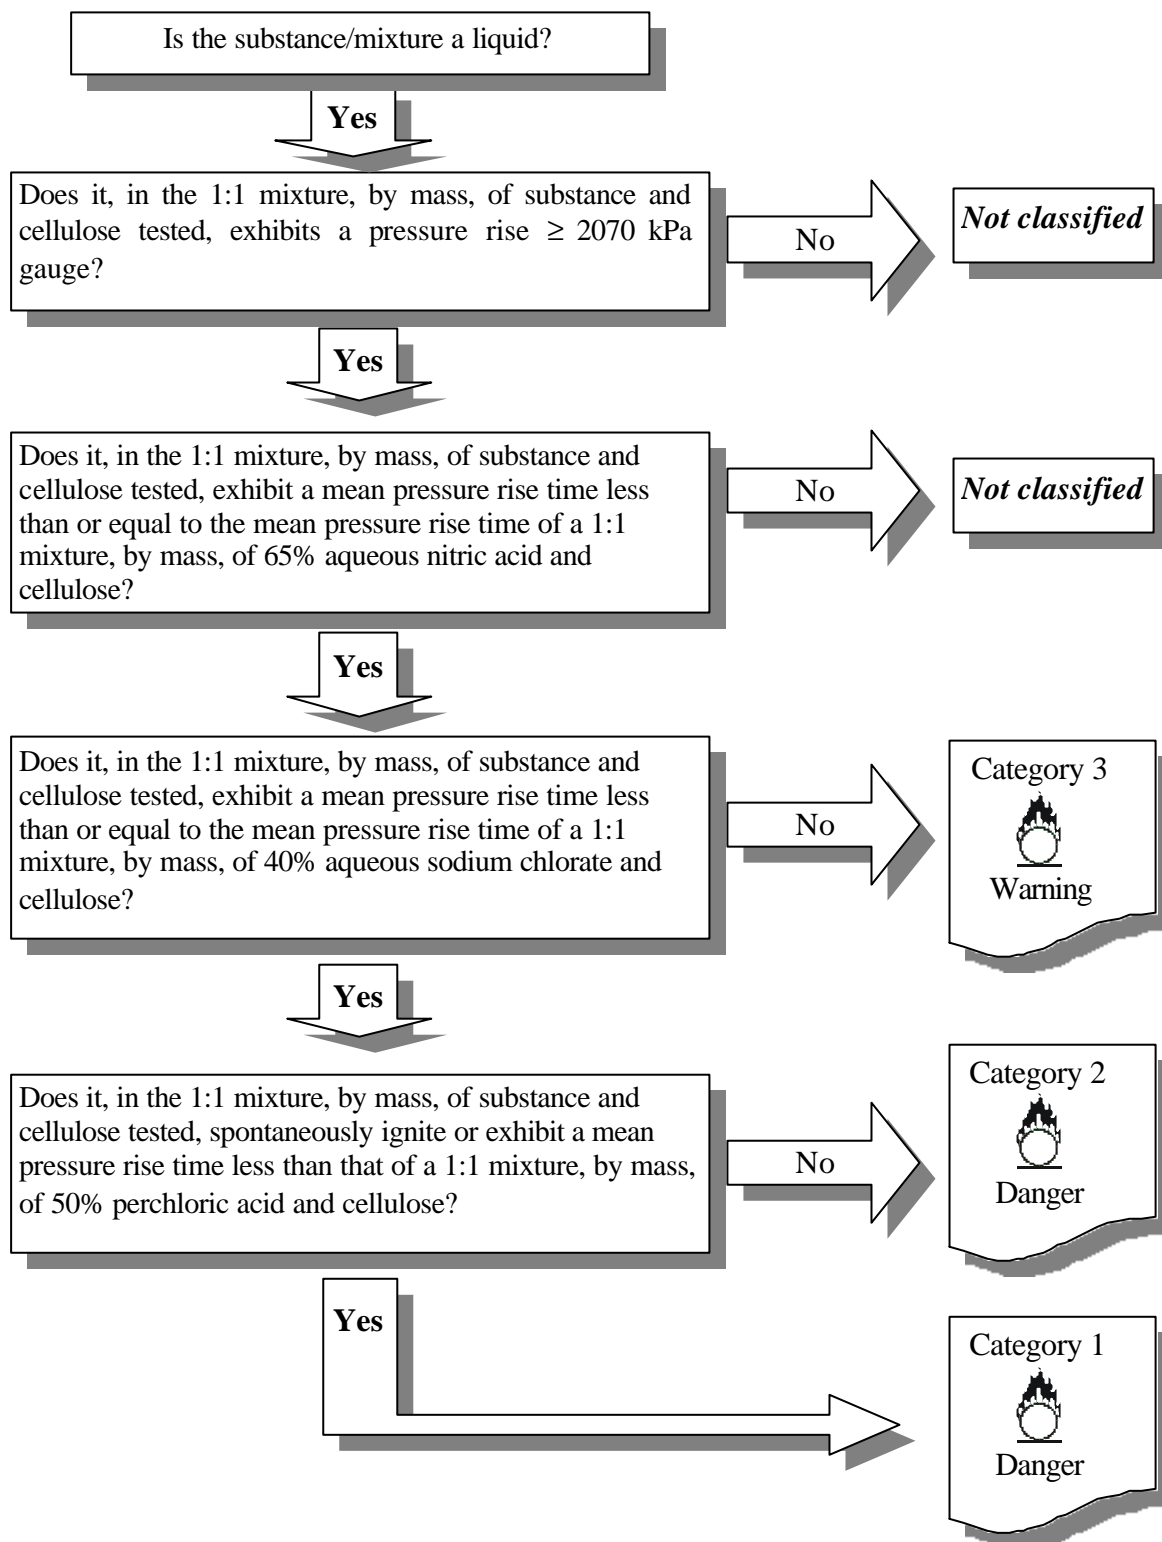 Is the substance/mixture a liquid?
Yes
Does it, in the 1:1 mixture, by mass, of substance and
cellulose tested, exhibits a pressure rise ≥ 2070 kPa
gauge?
No
Not classified
Yes
Does it, in the 1:1 mixture, by mass, of substance and
cellulose tested, exhibit a mean pressure rise time less
than or equal to the mean pressure rise time of a 1:1
mixture, by mass, of 65% aqueous nitric acid and
cellulose?
No
Not classified
Yes
Does it, in the 1:1 mixture, by mass, of substance and
cellulose tested, exhibit a mean pressure rise time less
than or equal to the mean pressure rise time of a 1:1
mixture, by mass, of 40% aqueous sodium chlorate and
cellulose?
No
Category 3
Warning
Yes
Does it, in the 1:1 mixture, by mass, of substance and
cellulose tested, spontaneously ignite or exhibit a mean
pressure rise time less than that of a 1:1 mixture, by mass,
of 50% perchloric acid and cellulose?
No
Category 2
Danger
Yes
Category 1
Danger